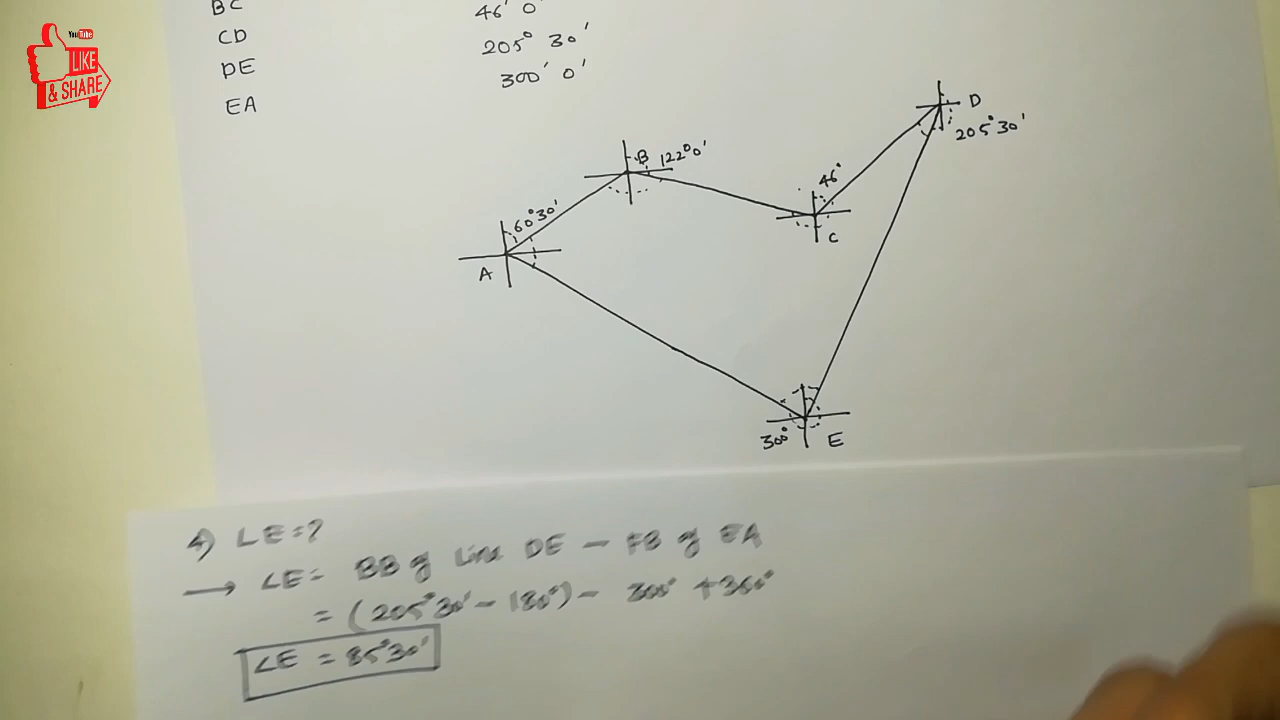 YouTube
LIKE
& SHARE
BC
CD
DE
EA
46' 0'
205° 30'
300' 0'
D
205°30'
B 122°0'
46°
60°30'
C
A
300°
E
4) ∠E=?
→ ∠E= BB of Line DE - FB of EA
= (205°30' - 180°) - 300° + 360°
∠E = 85°30'